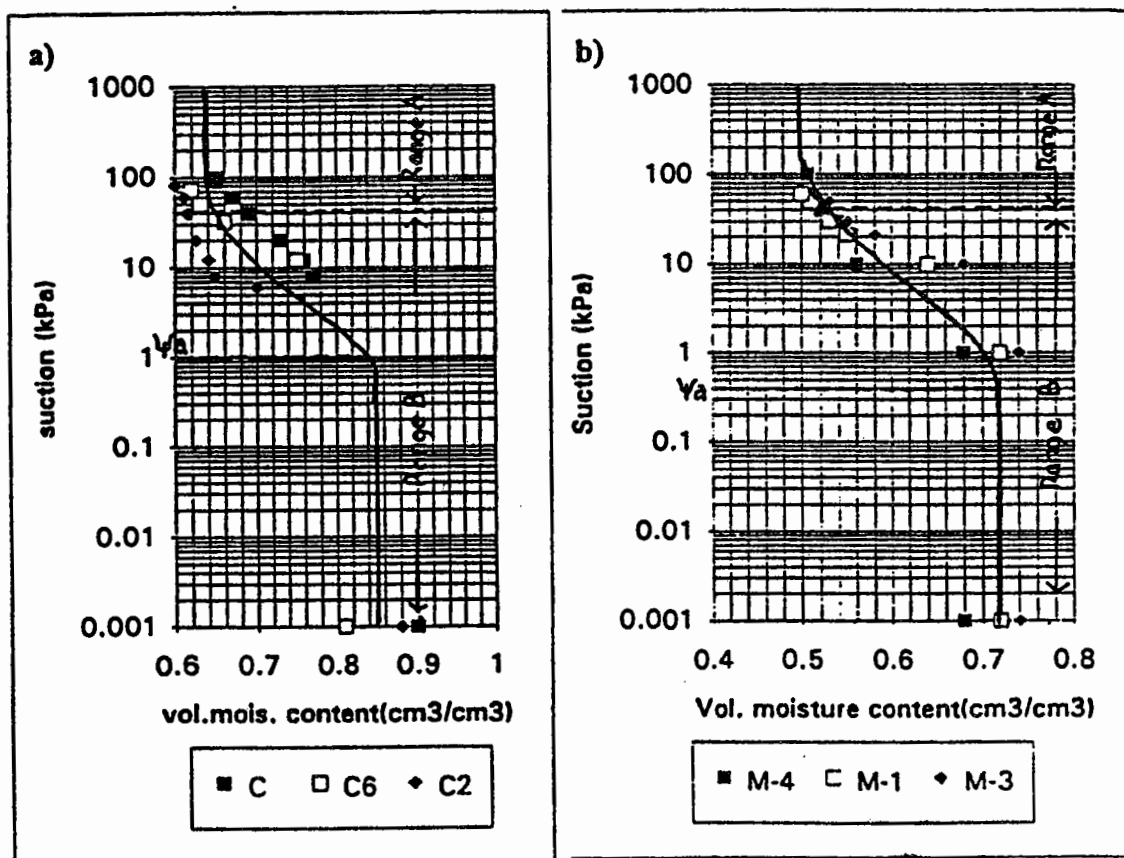 a)
1000
100
10
1
ψa
0.1
0.01
0.001
suction (kPa)
Range A
Range B
0.6 0.7 0.8 0.9 1
vol.mois. content(cm3/cm3)
C C6 C2
b)
1000
100
10
1
ψa
0.1
0.01
0.001
Suction (kPa)
Range A
Range B
0.4 0.5 0.6 0.7 0.8
Vol. moisture content(cm3/cm3)
M-4 M-1 M-3